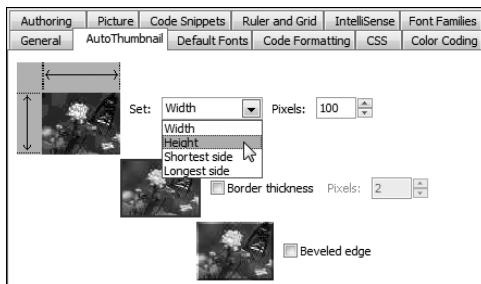 Authoring Picture Code Snippets Ruler and Grid IntelliSense Font Families
General AutoThumbnail Default Fonts Code Formatting CSS Color Coding
Set: Width Pixels: 100
Width
Height
Shortest side
Longest side
Border thickness Pixels: 2
Beveled edge